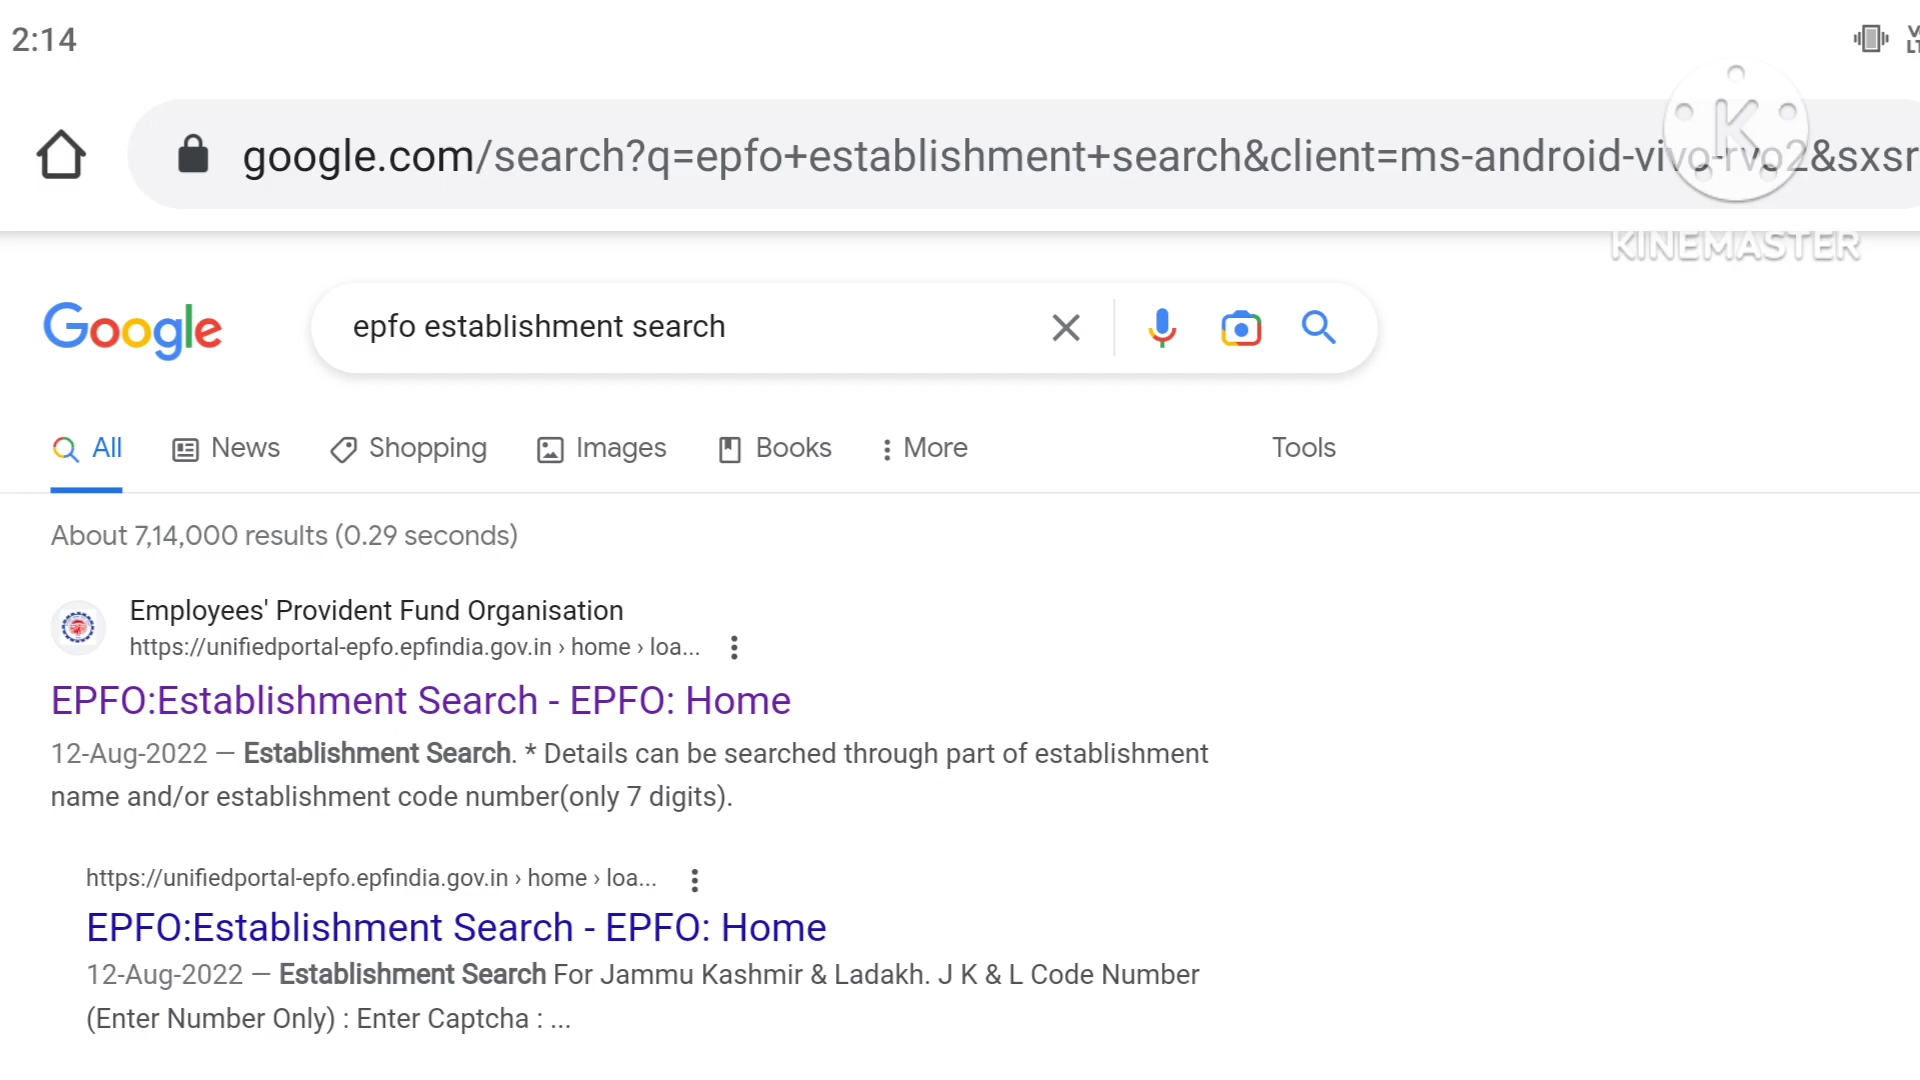 2:14
google.com/search?q=epfo+establishment+search&client=ms-android-vivo-rvo2&sxsr
K
KINEMASTER
Google
epfo establishment search
All News Shopping Images Books More Tools
About 7,14,000 results (0.29 seconds)
Employees' Provident Fund Organisation
https://unifiedportal-epfo.epfindia.gov.in › home › loa...
EPFO:Establishment Search - EPFO: Home
12-Aug-2022 — Establishment Search. * Details can be searched through part of establishment
name and/or establishment code number(only 7 digits).
https://unifiedportal-epfo.epfindia.gov.in › home › loa...
EPFO:Establishment Search - EPFO: Home
12-Aug-2022 — Establishment Search For Jammu Kashmir & Ladakh. J K & L Code Number
(Enter Number Only) : Enter Captcha : ...